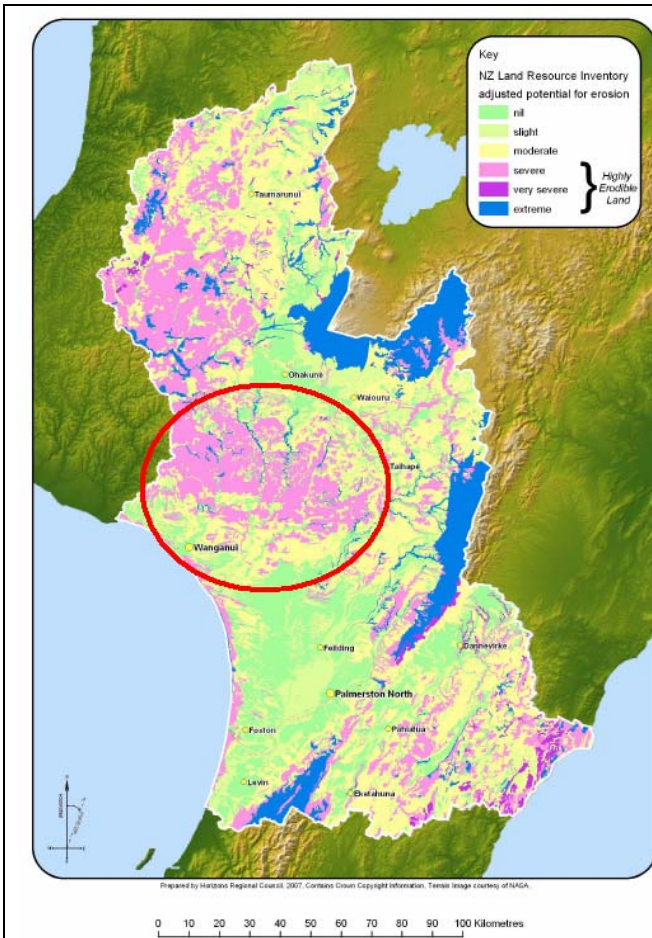 Key
NZ Land Resource Inventory
adjusted potential for erosion
nil
slight
moderate
severe
very severe
extreme
Highly
Erodible
Land
Taumarunui
Ohakune
Waiouru
Taihape
Wanganui
Feilding
Dannevirke
Palmerston North
Foxton
Pahiatua
Levin
Eketahuna
Prepared by Horizons Regional Council, 2007. Contains Crown Copyright Information. Terrain Image courtesy of NASA.
0 10 20 30 40 50 60 70 80 90 100 Kilometres